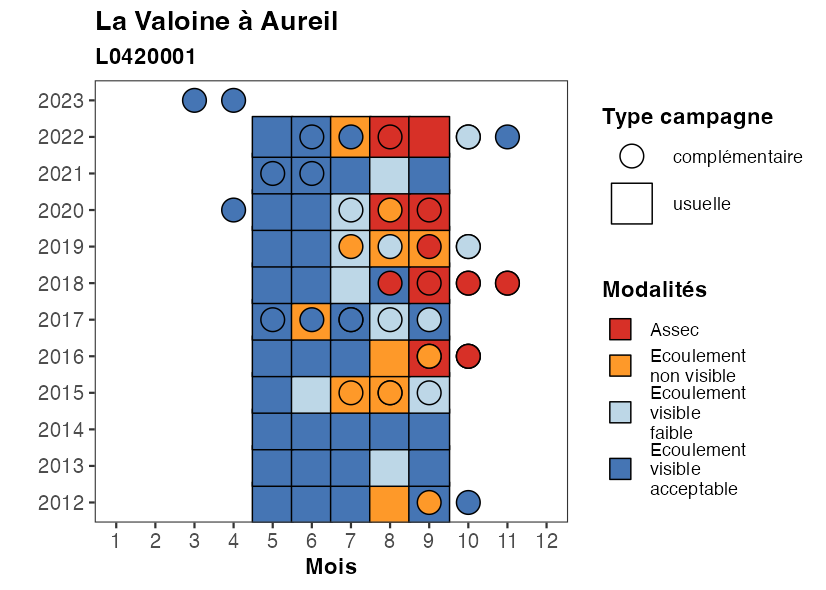 La Valoine à Aureil
L0420001
2023
2022
2021
2020
2019
2018
2017
2016
2015
2014
2013
2012
1 2 3 4 5 6 7 8 9 10 11 12
Mois
Type campagne
complémentaire
usuelle
Modalités
Assec
Ecoulement
non visible
Ecoulement
visible
faible
Ecoulement
visible
acceptable